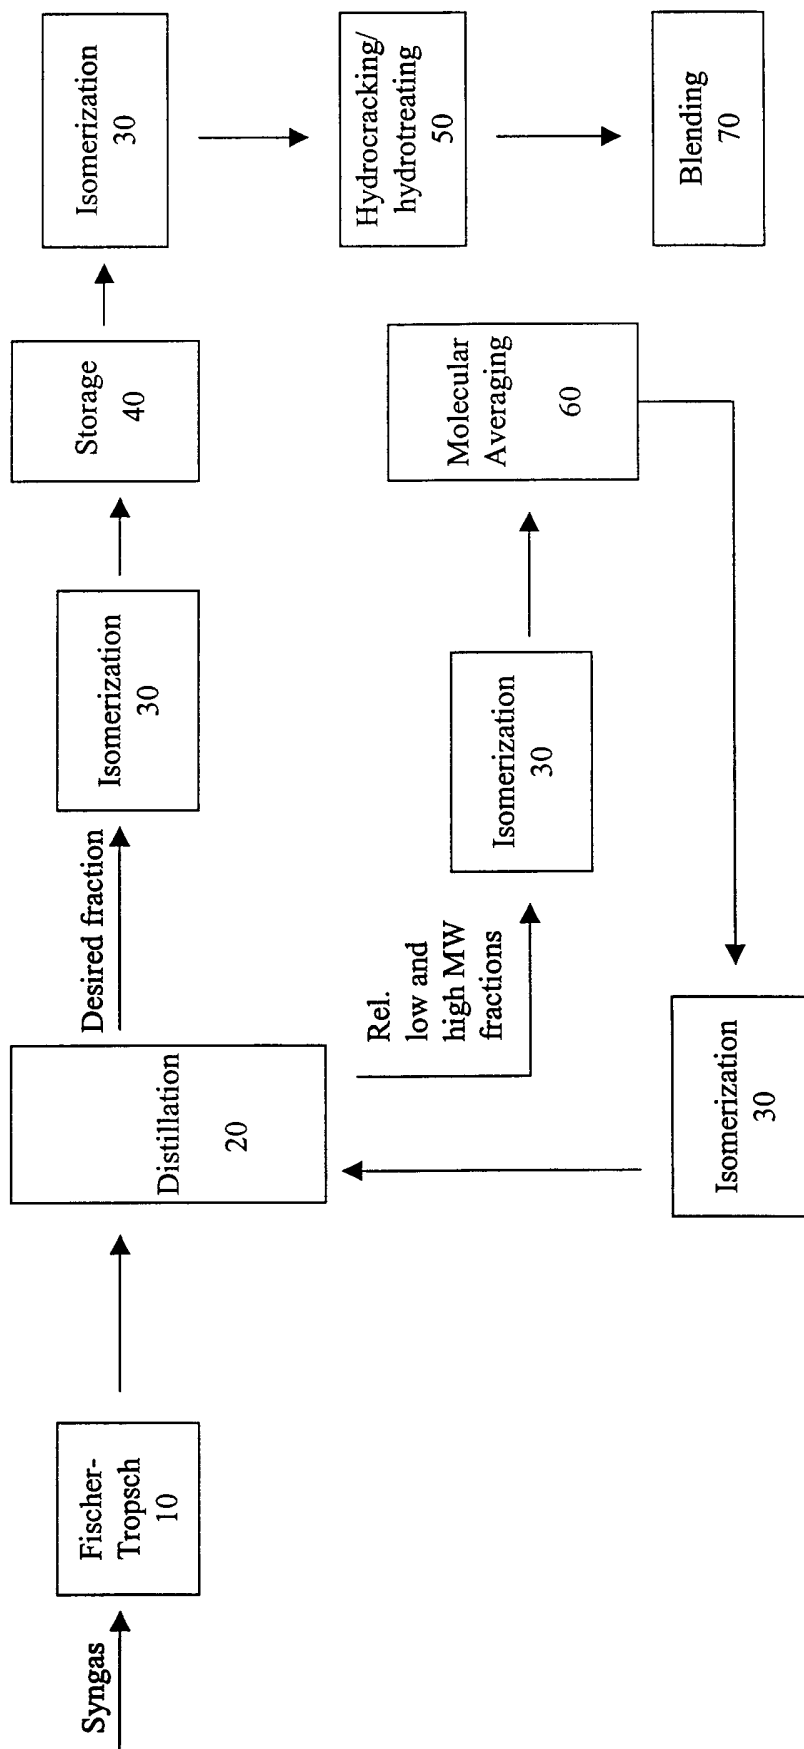 Syngas
Fischer-
Tropsch
10
Distillation
20
Desired fraction
Isomerization
30
Storage
40
Isomerization
30
Hydrocracking/
hydrotreating
50
Blending
70
Rel.
low and
high MW
fractions
Isomerization
30
Molecular
Averaging
60
Isomerization
30